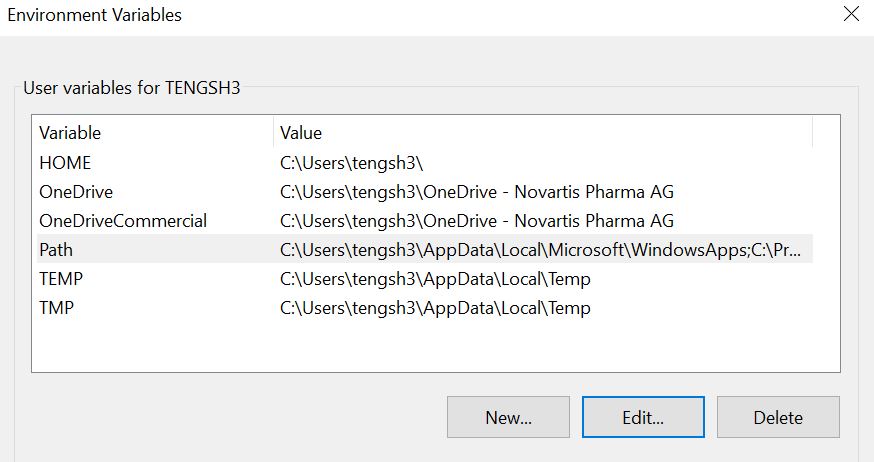 Environment Variables
User variables for TENGSH3
Variable Value
HOME C:\Users\tengsh3\
OneDrive C:\Users\tengsh3\OneDrive - Novartis Pharma AG
OneDriveCommercial C:\Users\tengsh3\OneDrive - Novartis Pharma AG
Path C:\Users\tengsh3\AppData\Local\Microsoft\WindowsApps;C:\Pr...
TEMP C:\Users\tengsh3\AppData\Local\Temp
TMP C:\Users\tengsh3\AppData\Local\Temp
New... Edit... Delete